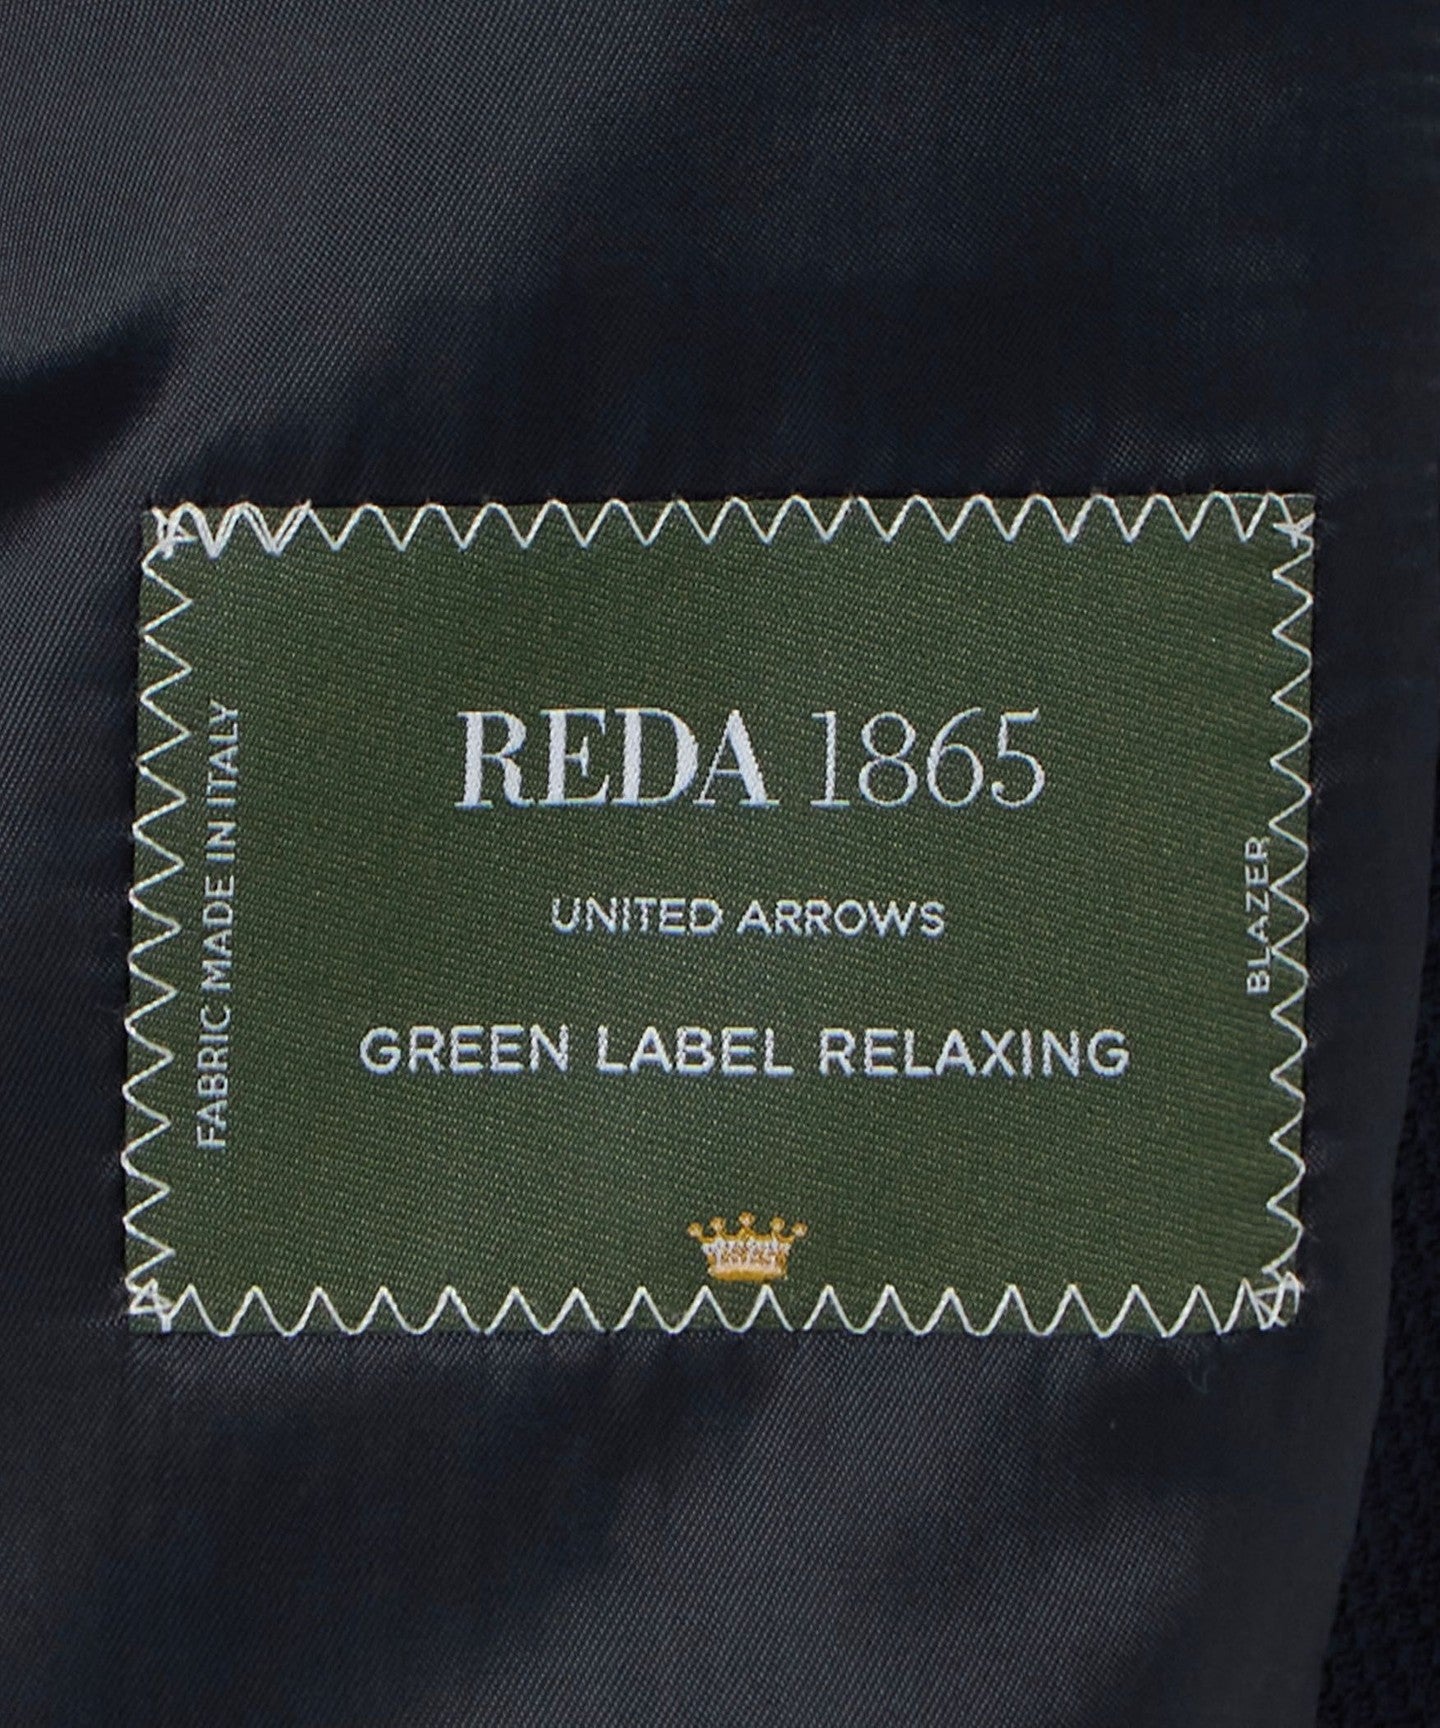 REDA 1865
UNITED ARROWS
GREEN LABEL RELAXING
FABRIC MADE IN ITALY
BLAZER